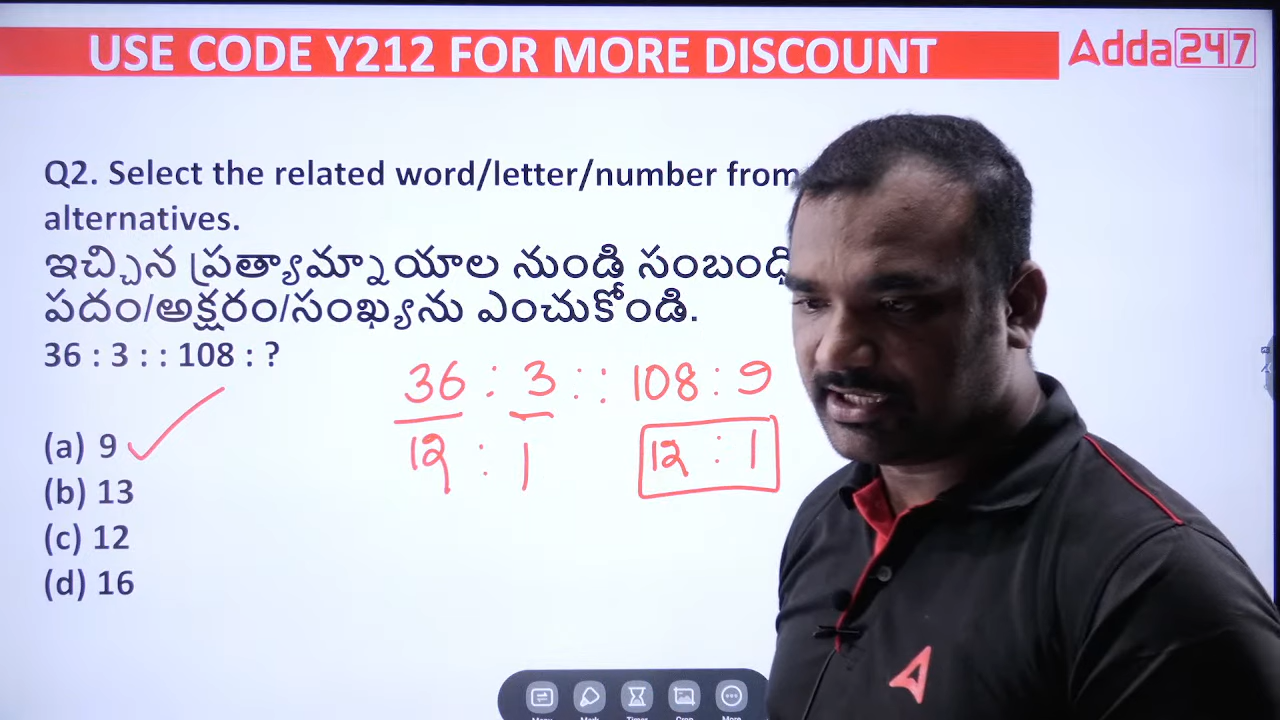 USE CODE Y212 FOR MORE DISCOUNT
Adda247
Q2. Select the related word/letter/number from
alternatives.
ఇచ్చిన ప్రత్యామ్నాయాల నుండి
పదం/అక్షరం/సంఖ్యను ఎంచుకోండి.
36 : 3 : : 108 : ?
36 : 3 : : 108 : 9
12 : 1 12 : 1
(a) 9
(b) 13
(c) 12
(d) 16
More